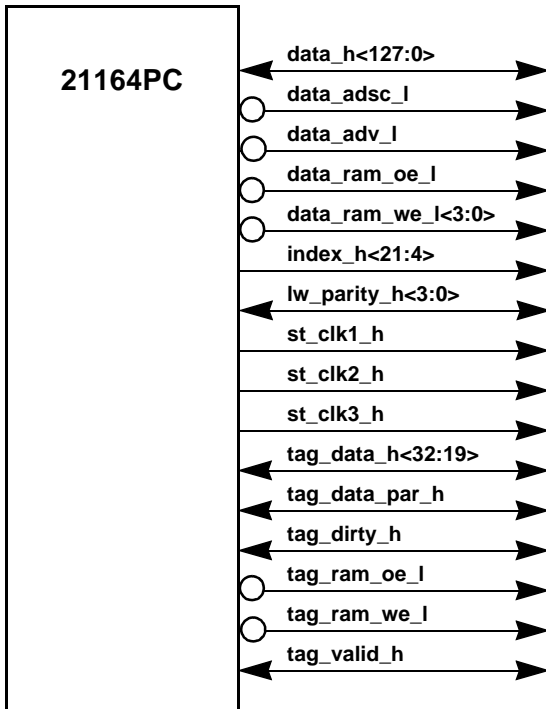 21164PC
data_h<127:0>
data_adsc_l
data_adv_l
data_ram_oe_l
data_ram_we_l<3:0>
index_h<21:4>
lw_parity_h<3:0>
st_clk1_h
st_clk2_h
st_clk3_h
tag_data_h<32:19>
tag_data_par_h
tag_dirty_h
tag_ram_oe_l
tag_ram_we_l
tag_valid_h